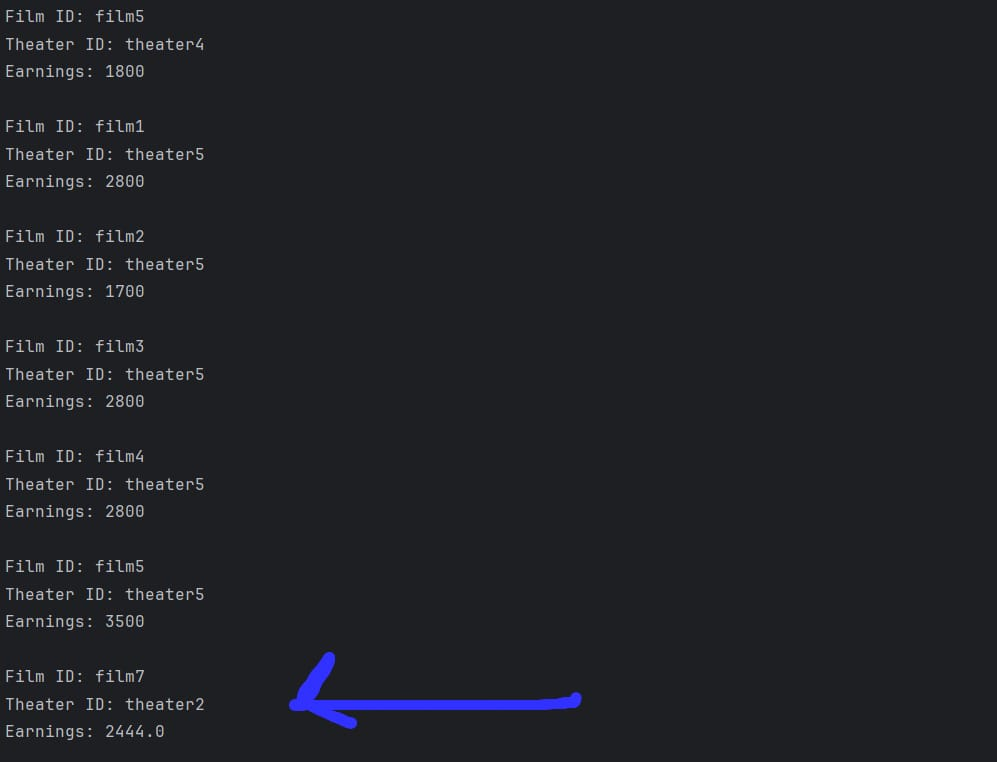 Film ID: film5
Theater ID: theater4
Earnings: 1800
Film ID: film1
Theater ID: theater5
Earnings: 2800
Film ID: film2
Theater ID: theater5
Earnings: 1700
Film ID: film3
Theater ID: theater5
Earnings: 2800
Film ID: film4
Theater ID: theater5
Earnings: 2800
Film ID: film5
Theater ID: theater5
Earnings: 3500
Film ID: film7
Theater ID: theater2
Earnings: 2444.0